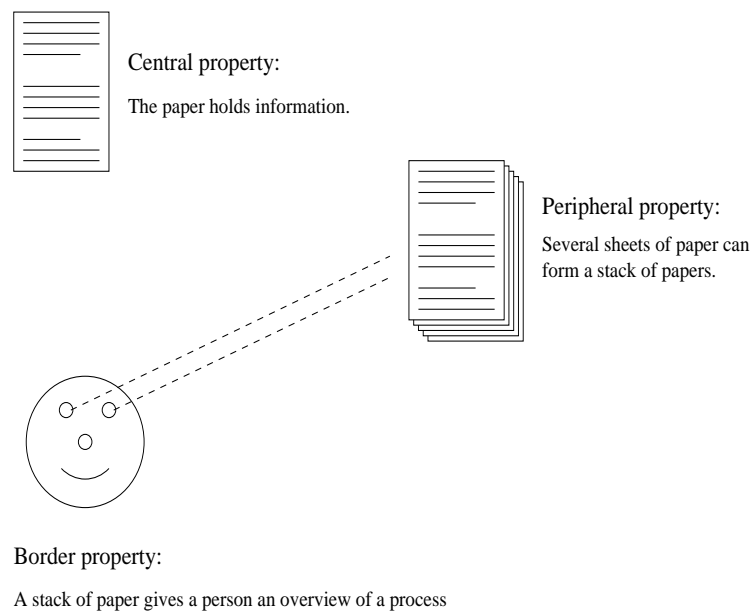 Central property:
The paper holds information.
Peripheral property:
Several sheets of paper can
form a stack of papers.
Border property:
A stack of paper gives a person an overview of a process